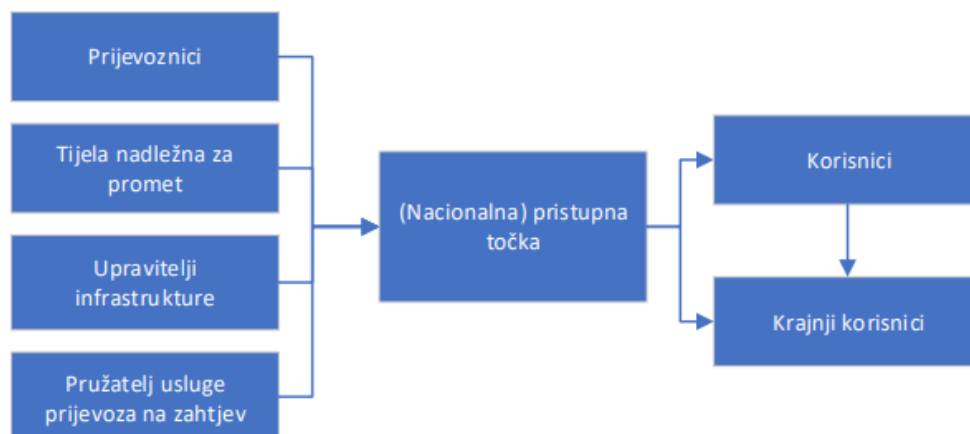 Prijevoznici
Tijela nadležna za
promet
Upravitelji
infrastrukture
Pružatelj usluge
prijevoza na zahtjev
(Nacionalna) pristupna
točka
Korisnici
Krajnji korisnici